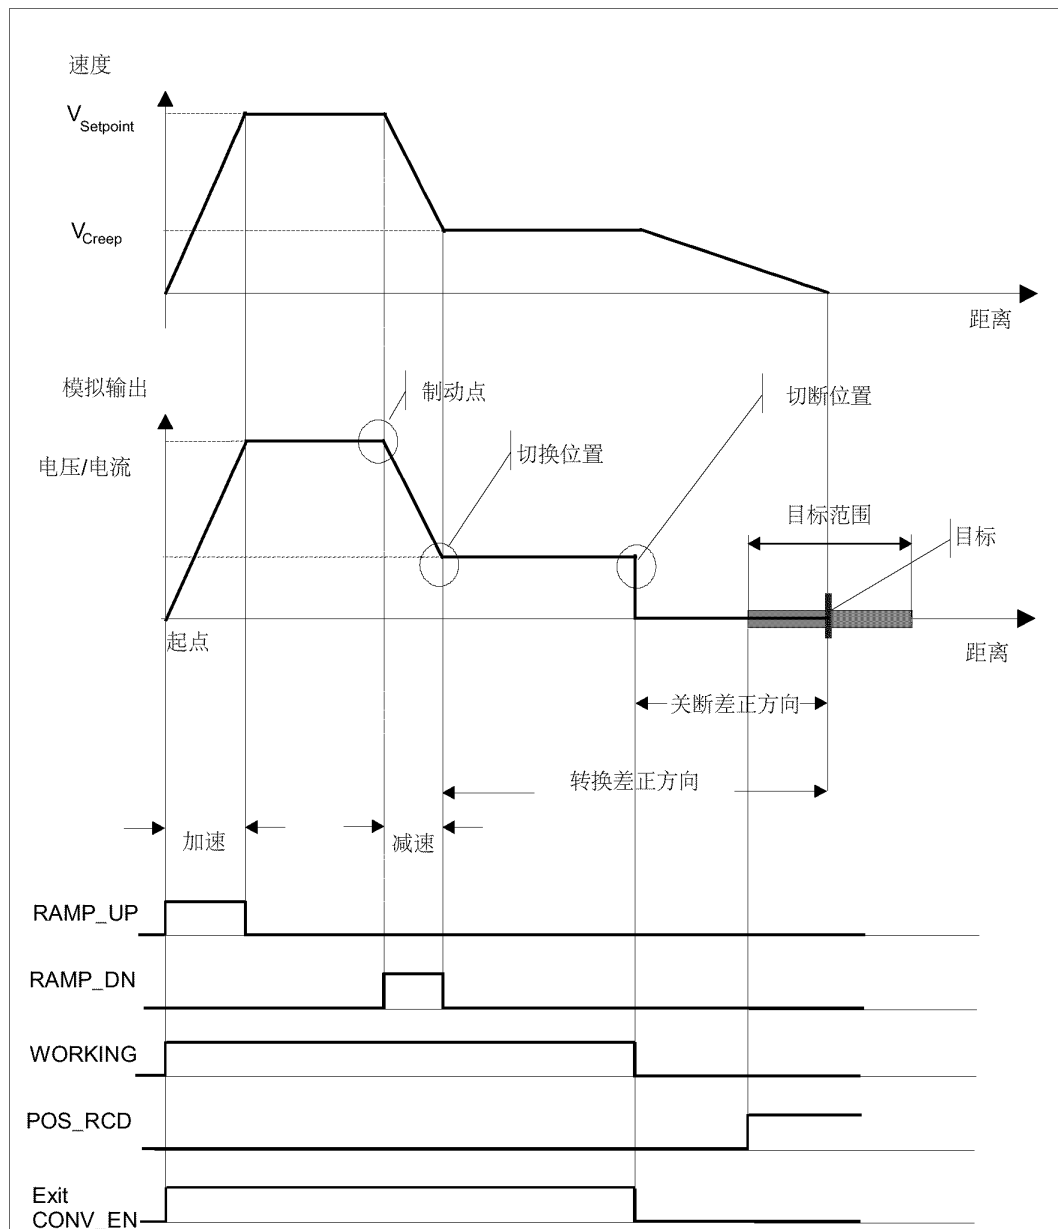 速度
V Setpoint
V Creep
距离
模拟输出
制动点
切断位置
切换位置
电压/电流
目标范围
目标
起点
距离
关断差正方向
转换差正方向
加速
减速
RAMP_UP
RAMP_DN
WORKING
POS_RCD
Exit
CONV_EN